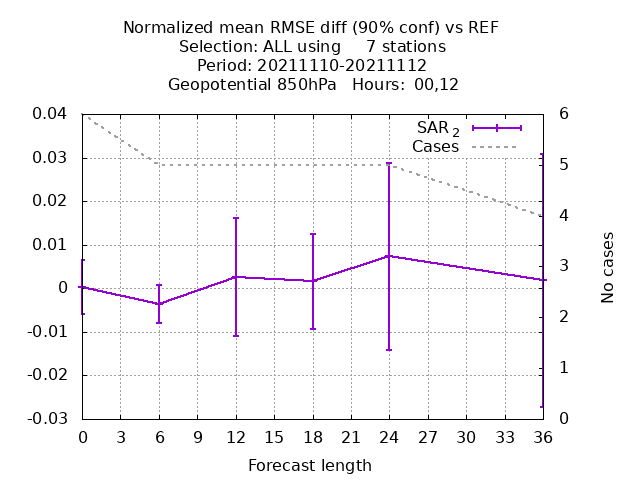 Normalized mean RMSE diff (90% conf) vs REF
Selection: ALL using 7 stations
Period: 20211110-20211112
Geopotential 850hPa Hours: 00,12
SAR 2
Cases
0.04
0.03
0.02
0.01
0
-0.01
-0.02
-0.03
6
5
4
3
2
1
0
No cases
0 3 6 9 12 15 18 21 24 27 30 33 36
Forecast length